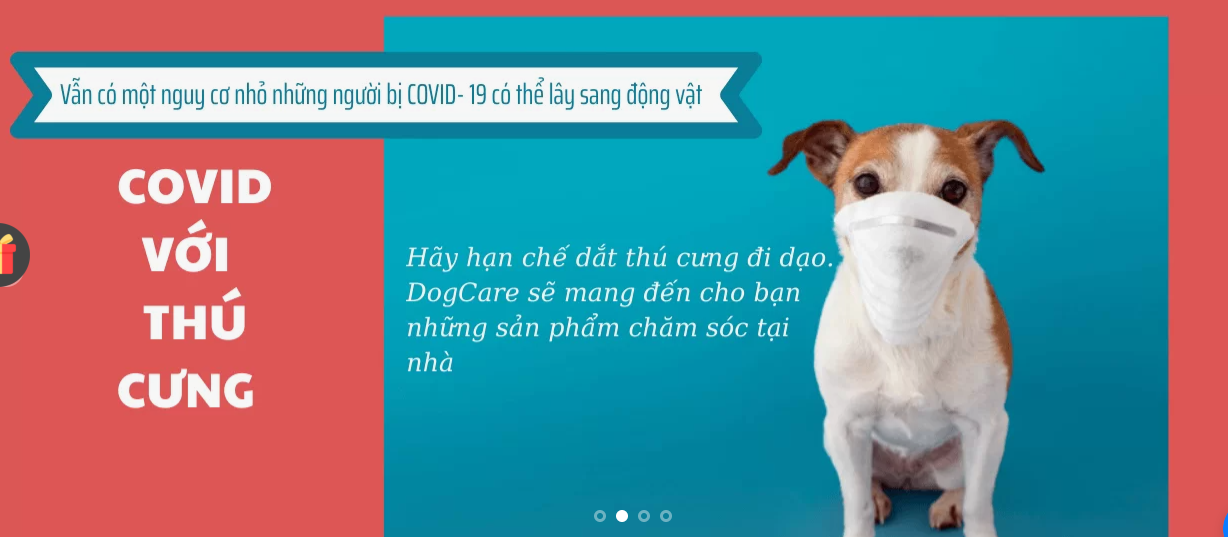 Vẫn có một nguy cơ nhỏ những người bị COVID- 19 có thể lây sang động vật
COVID
VỚI
THÚ
CƯNG
Hãy hạn chế dắt thú cưng đi dạo.
DogCare sẽ mang đến cho bạn
những sản phẩm chăm sóc tại
nhà